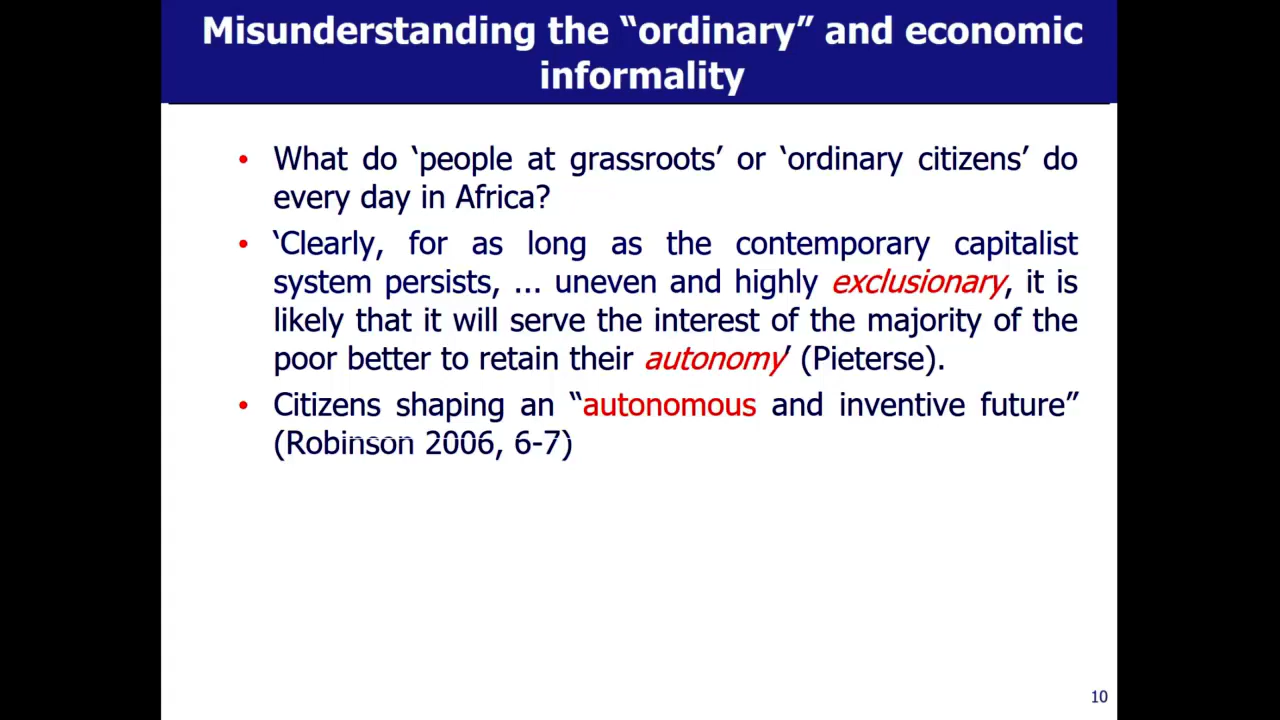 Misunderstanding the “ordinary” and economic
informality
• What do ‘people at grassroots’ or ‘ordinary citizens’ do
every day in Africa?
• ‘Clearly, for as long as the contemporary capitalist
system persists, ... uneven and highly exclusionary, it is
likely that it will serve the interest of the majority of the
poor better to retain their autonomy’ (Pieterse).
• Citizens shaping an “autonomous and inventive future”
(Robinson 2006, 6-7)
10